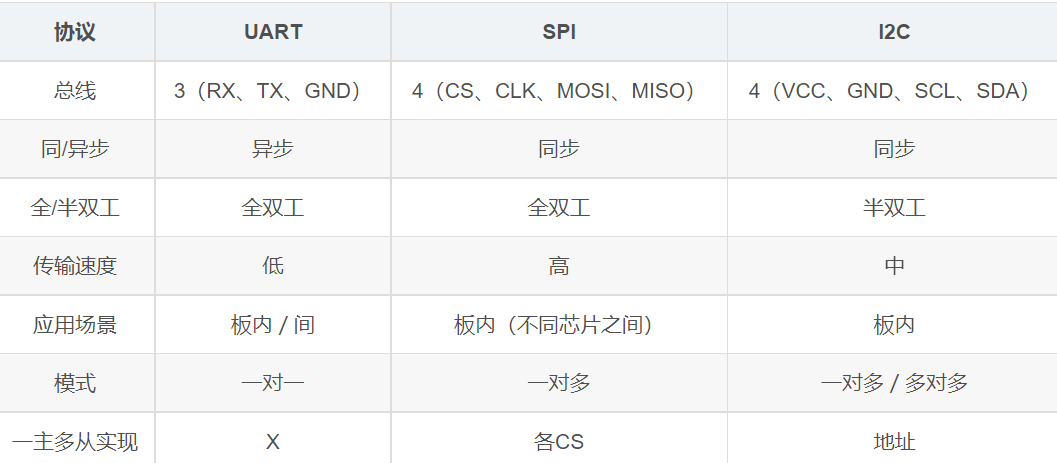 协议 UART SPI I2C
总线 3（RX、TX、GND） 4（CS、CLK、MOSI、MISO） 4（VCC、GND、SCL、SDA）
同/异步 异步 同步 同步
全/半双工 全双工 全双工 半双工
传输速度 低 高 中
应用场景 板内 / 间 板内（不同芯片之间） 板内
模式 一对一 一对多 一对多 / 多对多
一主多从实现 X 各CS 地址